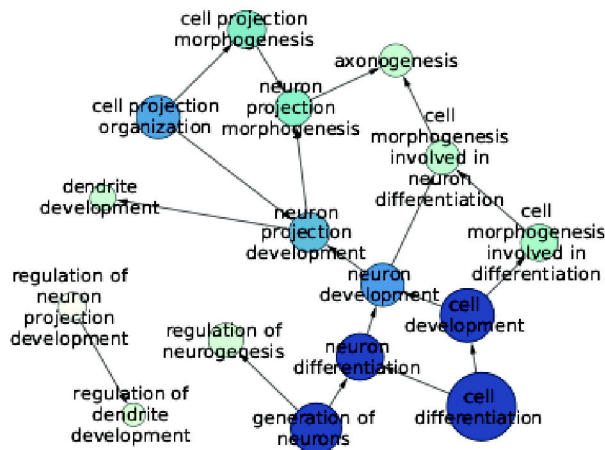 cell projection
morphogenesis
axonogenesis
neuron
projection
morphogenesis
cell projection
organization
cell
morphogenesis
involved in
neuron
differentiation
dendrite
development
neuron
projection
development
cell
morphogenesis
involved in
differentiation
regulation of
neuron
projection
development
neuron
development
cell
development
regulation of
neurogenesis
neuron
differentiation
regulation of
dendrite
development
generation of
neurons
cell
differentiation